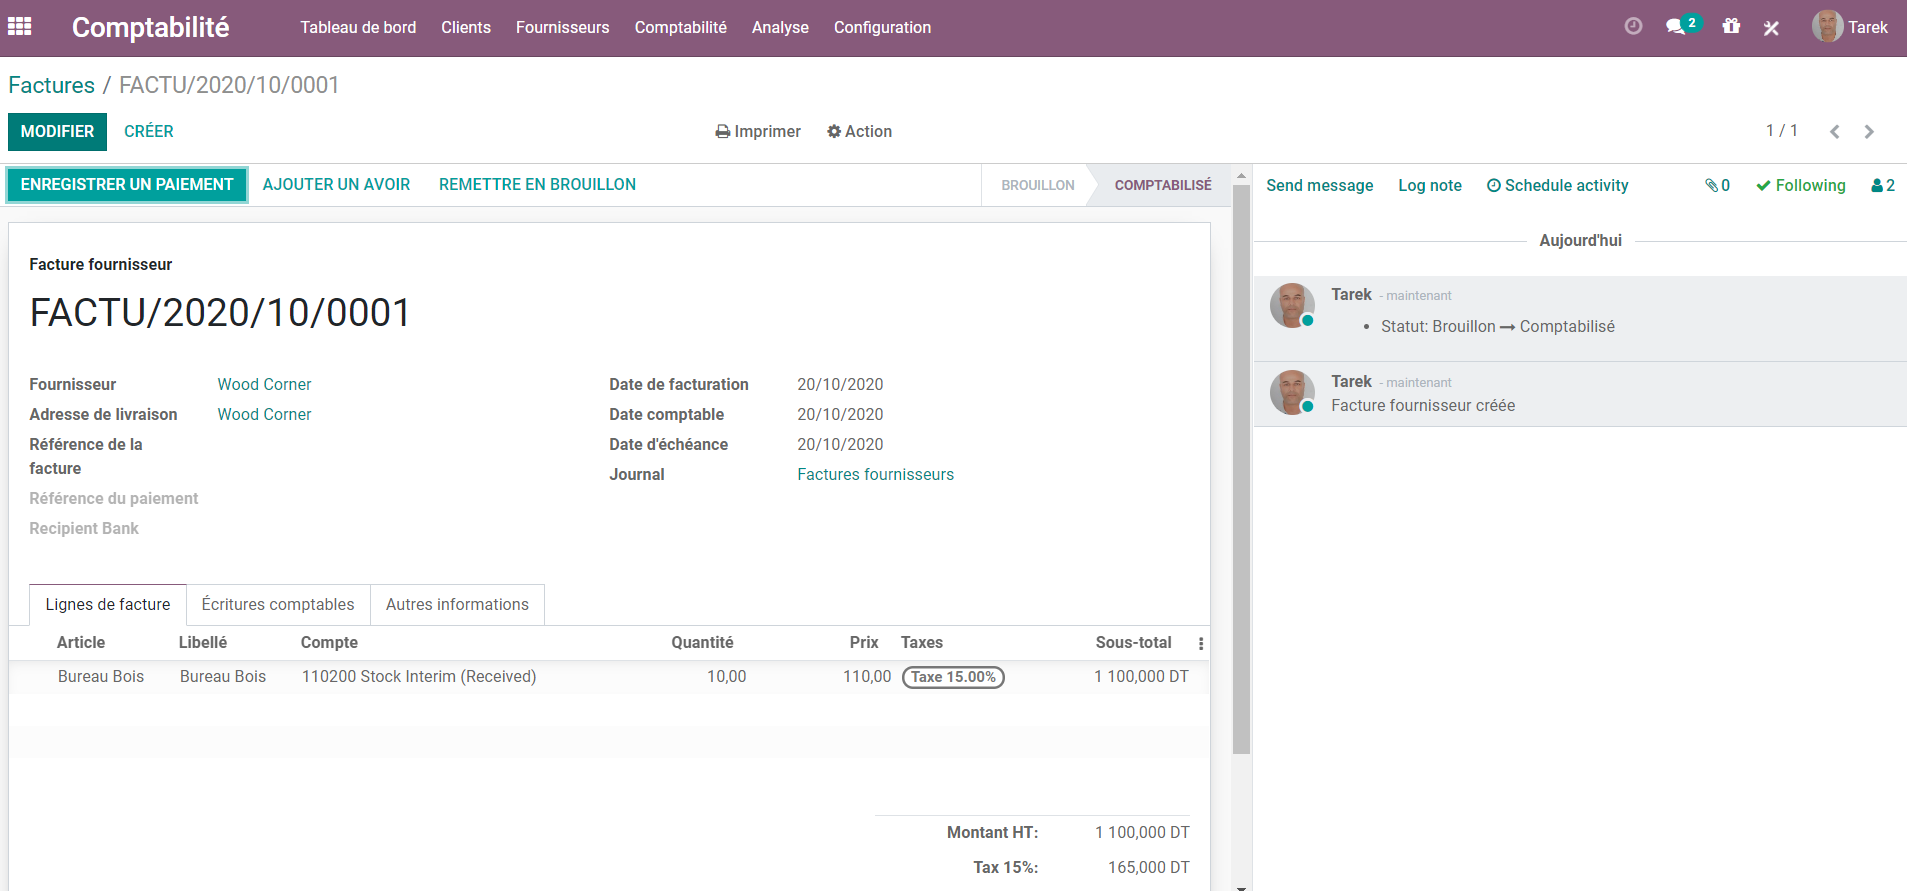 Comptabilité Tableau de bord Clients Fournisseurs Comptabilité Analyse Configuration 2 Tarek
Factures / FACTU/2020/10/0001
MODIFIER CRÉER Imprimer Action 1 / 1
ENREGISTRER UN PAIEMENT AJOUTER UN AVOIR REMETTRE EN BROUILLON BROUILLON COMPTABILISÉ
Facture fournisseur
FACTU/2020/10/0001
Fournisseur Wood Corner
Adresse de livraison Wood Corner
Référence de la
facture
Référence du paiement
Recipient Bank
Date de facturation 20/10/2020
Date comptable 20/10/2020
Date d'échéance 20/10/2020
Journal Factures fournisseurs
Lignes de facture Écritures comptables Autres informations
Article Libellé Compte Quantité Prix Taxes Sous-total
Bureau Bois Bureau Bois 110200 Stock Interim (Received) 10,00 110,00 Taxe 15.00% 1 100,000 DT
Montant HT: 1 100,000 DT
Tax 15%: 165,000 DT
Send message Log note Schedule activity 0 Following 2
Aujourd'hui
Tarek - maintenant
• Statut: Brouillon → Comptabilisé
Tarek - maintenant
Facture fournisseur créée